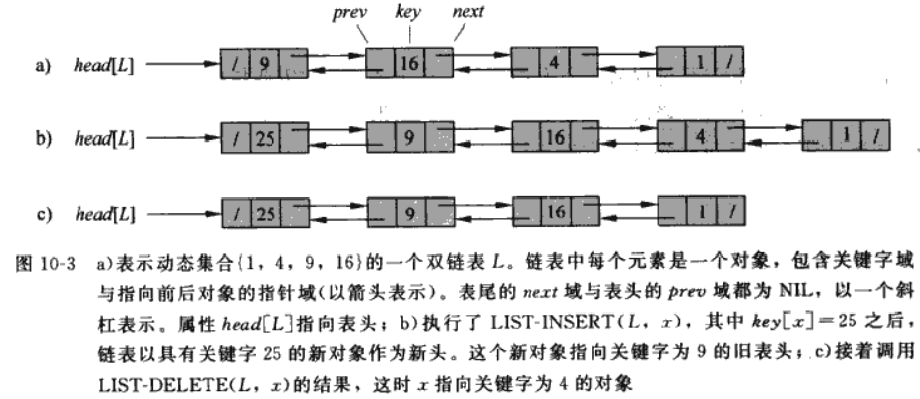 prev key next
a) head[L] / 9 16 4 1 /
b) head[L] / 25 9 16 4 1 /
c) head[L] / 25 9 16 1 /
图 10-3 a)表示动态集合{1，4，9，16}的一个双链表 L。链表中每个元素是一个对象，包含关键字域
与指向前后对象的指针域(以箭头表示)。表尾的 next 域与表头的 prev 域都为 NIL，以一个斜
杠表示。属性 head[L]指向表头；b)执行了 LIST-INSERT(L，x)，其中 key[x]=25 之后，
链表以具有关键字 25 的新对象作为新头。这个新对象指向关键字为 9 的旧表头；c)接着调用
LIST-DELETE(L，x)的结果，这时 x 指向关键字为 4 的对象